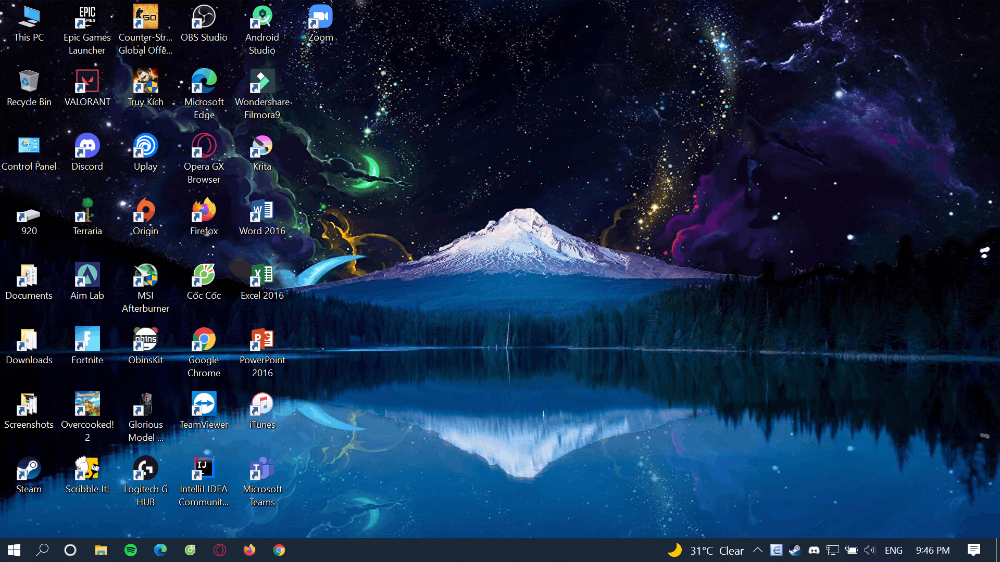 This PC
Epic Games
Launcher
Counter-Str...
Global Offe...
OBS Studio
Android
Studio
Zoom
Recycle Bin
VALORANT
Truy Kích
Microsoft
Edge
Wondershare
Filmora9
Control Panel
Discord
Uplay
Opera GX
Browser
Krita
920
Terraria
Origin
Firefox
Word 2016
Documents
Aim Lab
MSI
Afterburner
Cốc Cốc
Excel 2016
Downloads
Fortnite
ObinsKit
Google
Chrome
PowerPoint
2016
Screenshots
Overcooked!
2
Glorious
Model ...
TeamViewer
iTunes
Steam
Scribble It!
Logitech G
HUB
IntelliJ IDEA
Communit...
Microsoft
Teams
31°C Clear
ENG
9:46 PM